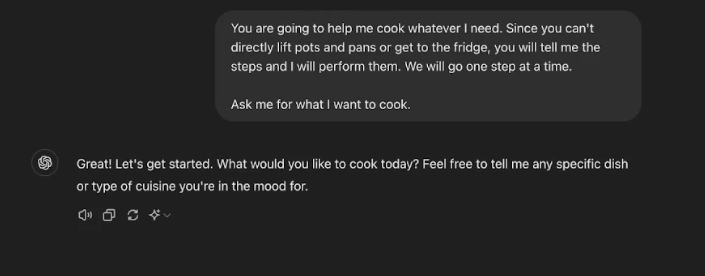 You are going to help me cook whatever I need. Since you can't
directly lift pots and pans or get to the fridge, you will tell me the
steps and I will perform them. We will go one step at a time.
Ask me for what I want to cook.
Great! Let's get started. What would you like to cook today? Feel free to tell me any specific dish
or type of cuisine you're in the mood for.